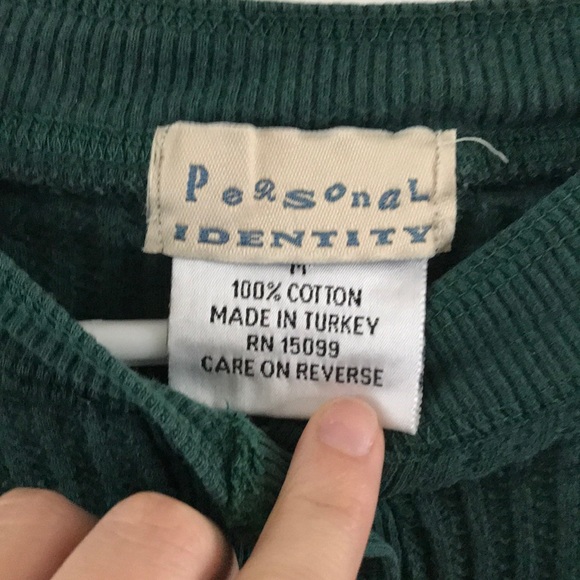 PeRsonaL
IDENTITY
M
100% COTTON
MADE IN TURKEY
RN 15099
CARE ON REVERSE